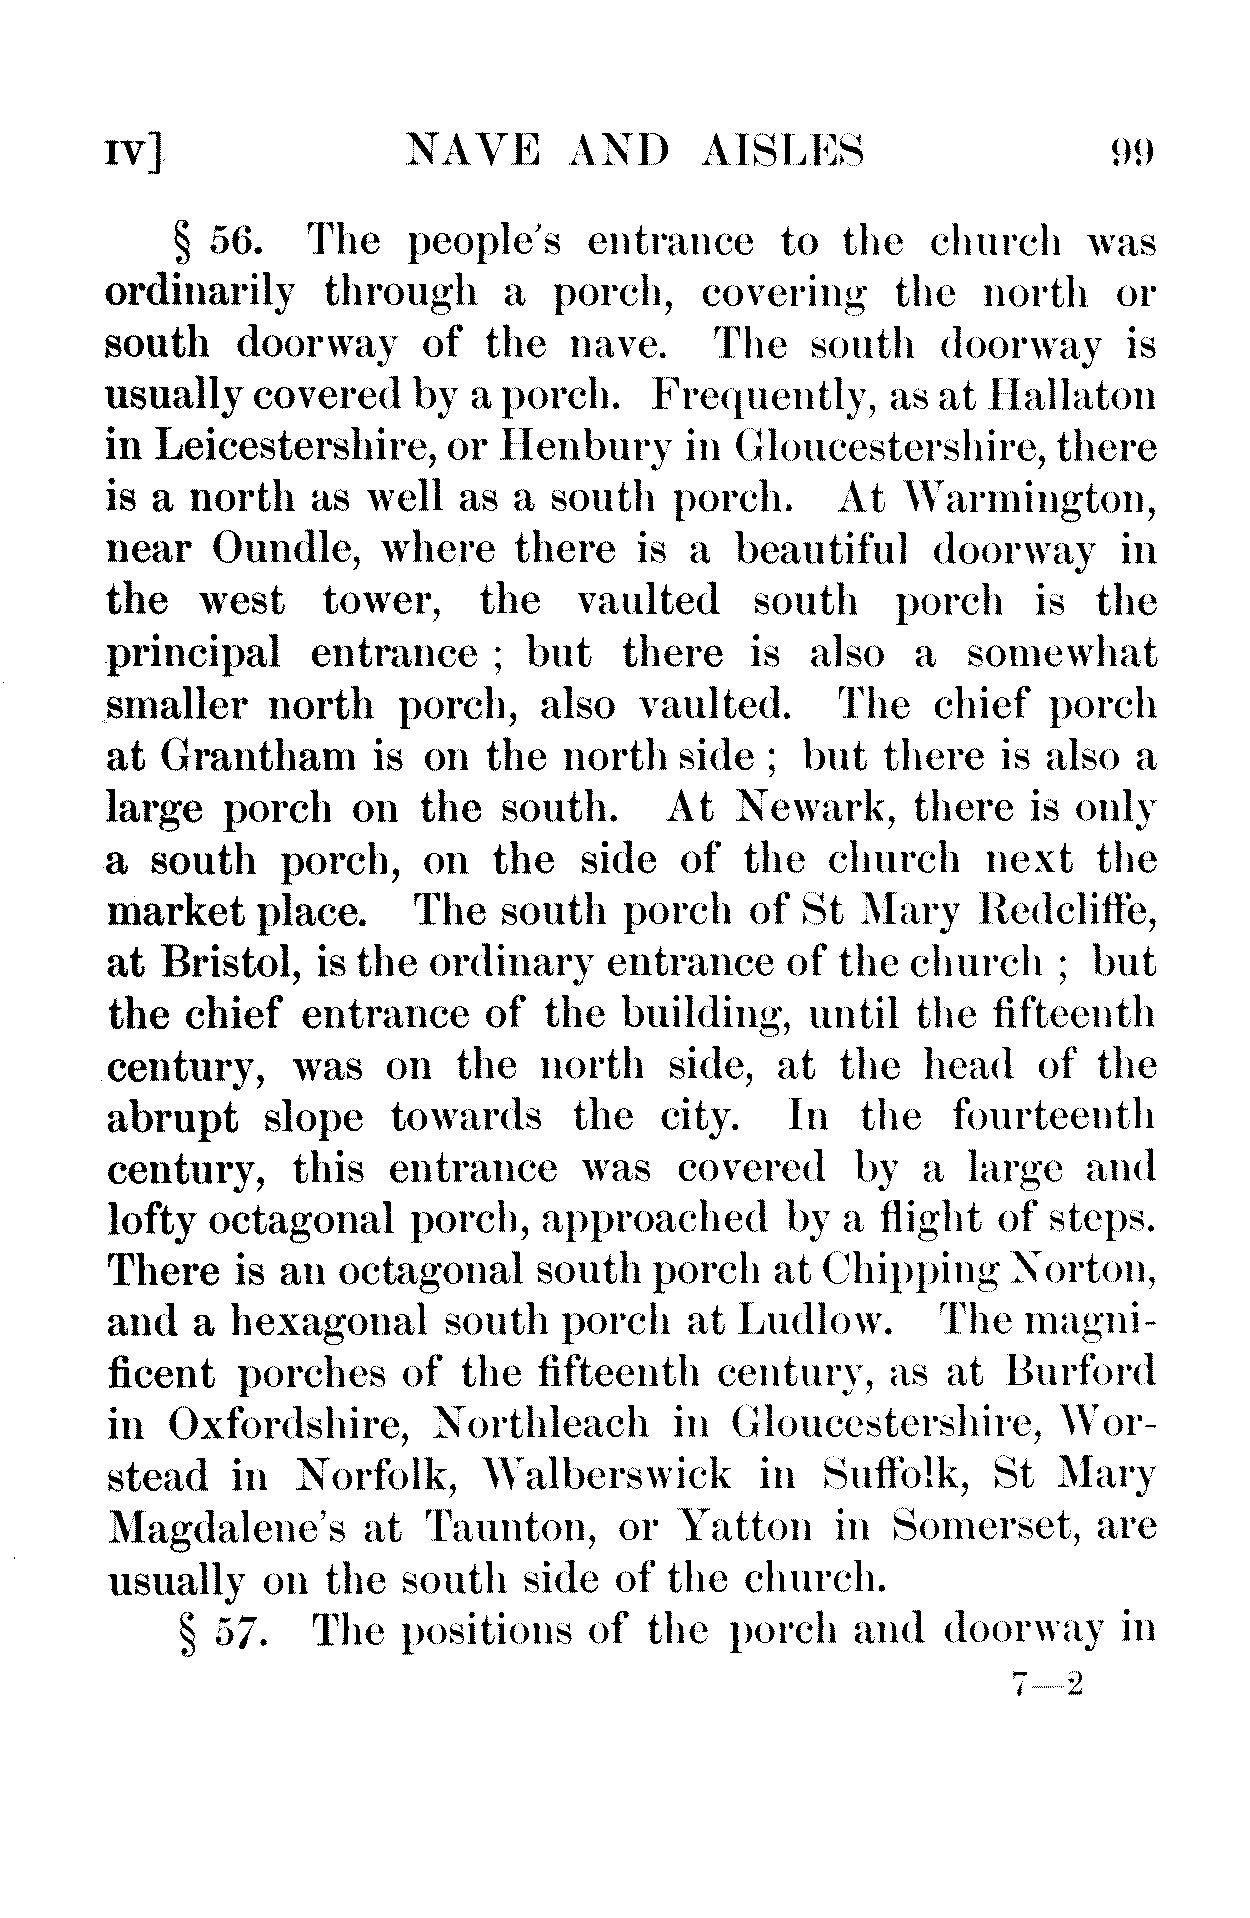 IV] NAVE AND AISLES 99
§ 56. The people's entrance to the church was
ordinarily through a porch, covering the north or
south doorway of the nave. The south doorway is
usually covered by a porch. Frequently, as at Hallaton
in Leicestershire, or Henbury in Gloucestershire, there
is a north as well as a south porch. At Warmington,
near Oundle, where there is a beautiful doorway in
the west tower, the vaulted south porch is the
principal entrance ; but there is also a somewhat
smaller north porch, also vaulted. The chief porch
at Grantham is on the north side ; but there is also a
large porch on the south. At Newark, there is only
a south porch, on the side of the church next the
market place. The south porch of St Mary Redcliffe,
at Bristol, is the ordinary entrance of the church ; but
the chief entrance of the building, until the fifteenth
century, was on the north side, at the head of the
abrupt slope towards the city. In the fourteenth
century, this entrance was covered by a large and
lofty octagonal porch, approached by a flight of steps.
There is an octagonal south porch at Chipping Norton,
and a hexagonal south porch at Ludlow. The magni-
ficent porches of the fifteenth century, as at Burford
in Oxfordshire, Northleach in Gloucestershire, Wor-
stead in Norfolk, Walberswick in Suffolk, St Mary
Magdalene's at Taunton, or Yatton in Somerset, are
usually on the south side of the church.
§ 57. The positions of the porch and doorway in
7—2